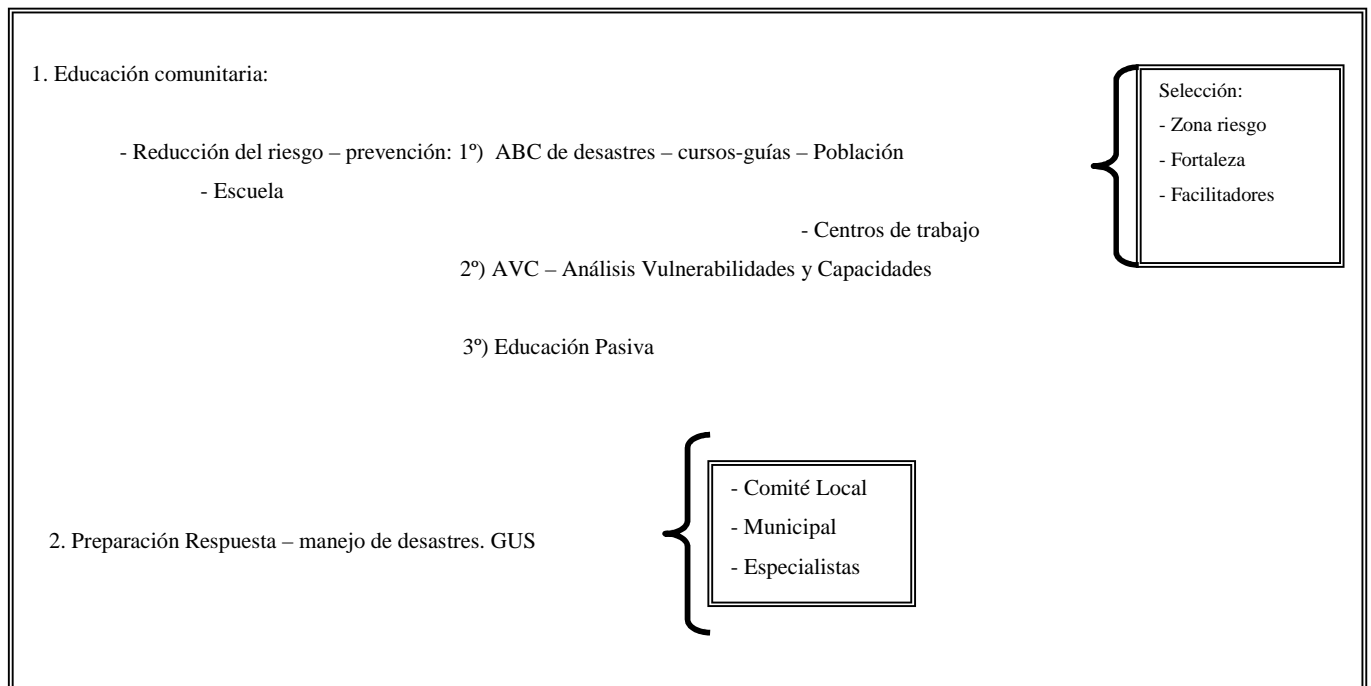 1. Educación comunitaria:
- Reducción del riesgo – prevención: 1º) ABC de desastres – cursos-guías – Población
- Escuela
- Centros de trabajo
2º) AVC – Análisis Vulnerabilidades y Capacidades
3º) Educación Pasiva
Selección:
- Zona riesgo
- Fortaleza
- Facilitadores
2. Preparación Respuesta – manejo de desastres. GUS
- Comité Local
- Municipal
- Especialistas